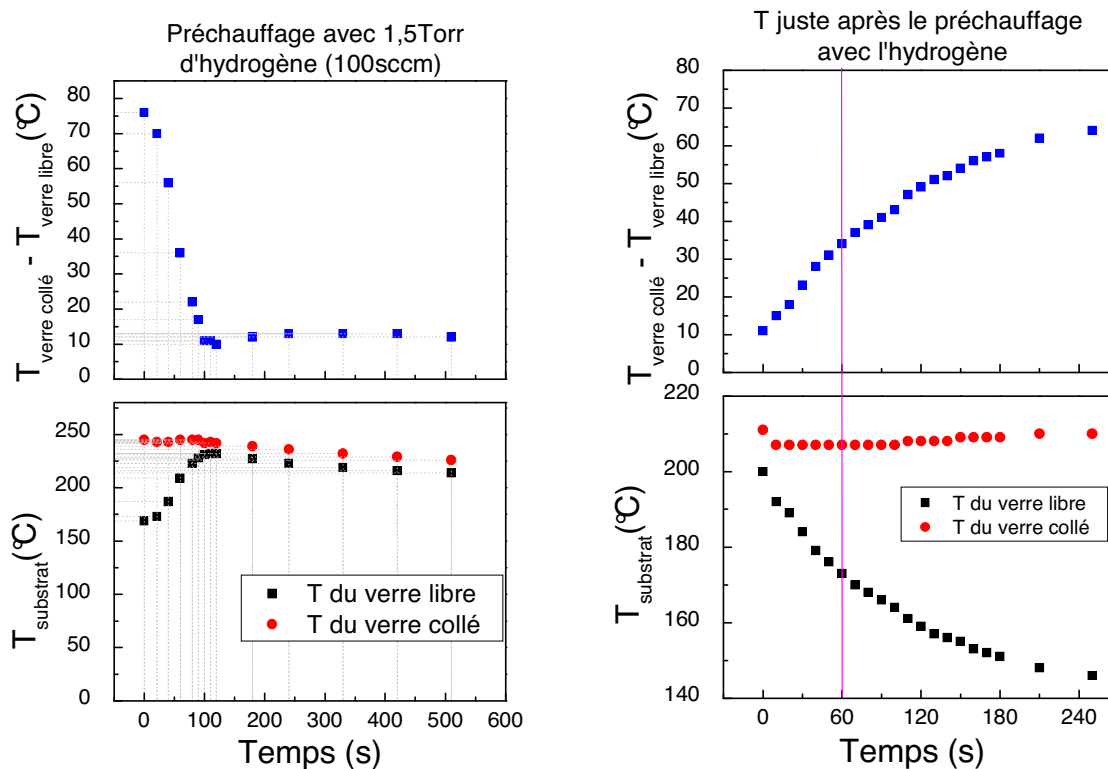 Préchauffage avec 1,5Torr
d'hydrogène (100sccm)
80
70
60
50
40
30
20
10
0
T verre collé - T verre libre (°C)
250
200
150
100
50
0
T substrat (°C)
T du verre libre
T du verre collé
0 100 200 300 400 500 600
Temps (s)
T juste après le préchauffage
avec l'hydrogène
80
70
60
50
40
30
20
10
0
T verre collé - T verre libre (°C)
220
200
180
160
140
T substrat (°C)
T du verre libre
T du verre collé
0 60 120 180 240
Temps (s)